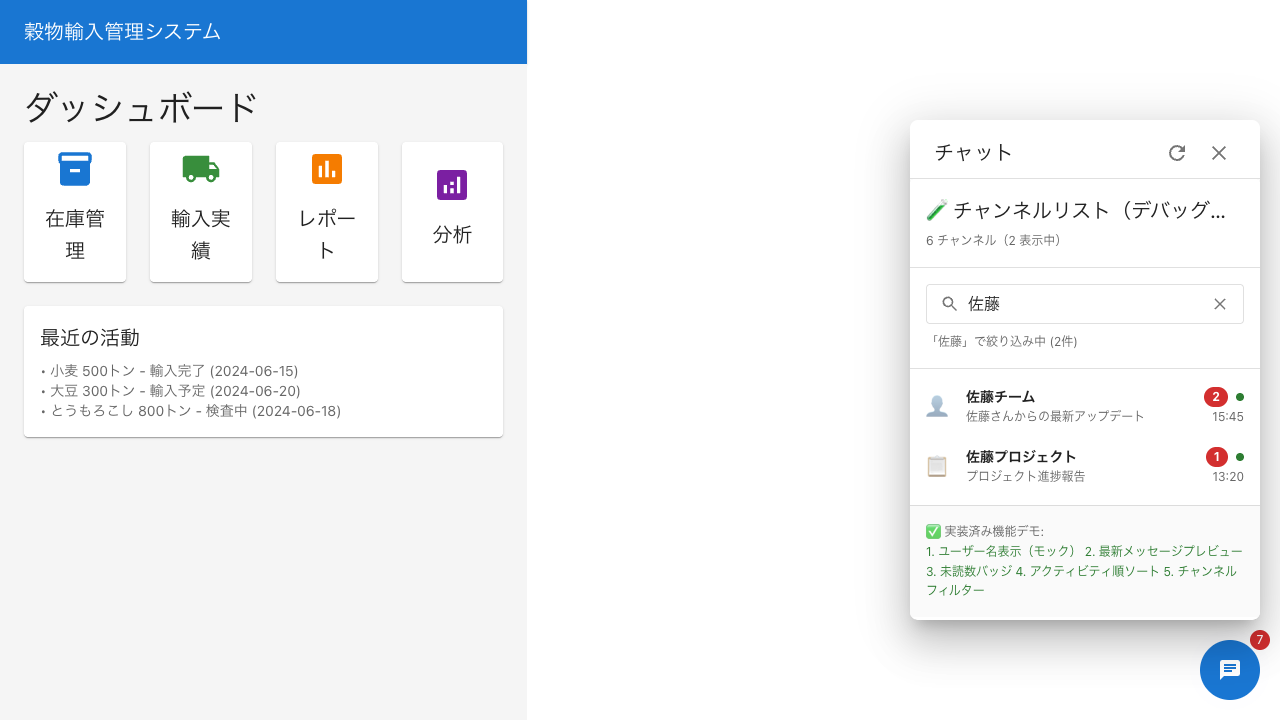 穀物輸入管理システム
ダッシュボード
在庫管
理
輸入実
績
レポー
ト
分析
最近の活動
• 小麦 500トン - 輸入完了 (2024-06-15)
• 大豆 300トン - 輸入予定 (2024-06-20)
• とうもろこし 800トン - 検査中 (2024-06-18)
チャット
🧪 チャンネルリスト（デバッグ...
6 チャンネル（2 表示中）
佐藤
「佐藤」で絞り込み中 (2件)
佐藤チーム 2
佐藤さんからの最新アップデート 15:45
佐藤プロジェクト 1
プロジェクト進捗報告 13:20
✅ 実装済み機能デモ:
1. ユーザー名表示（モック） 2. 最新メッセージプレビュー
3. 未読数バッジ 4. アクティビティ順ソート 5. チャンネル
フィルター
7